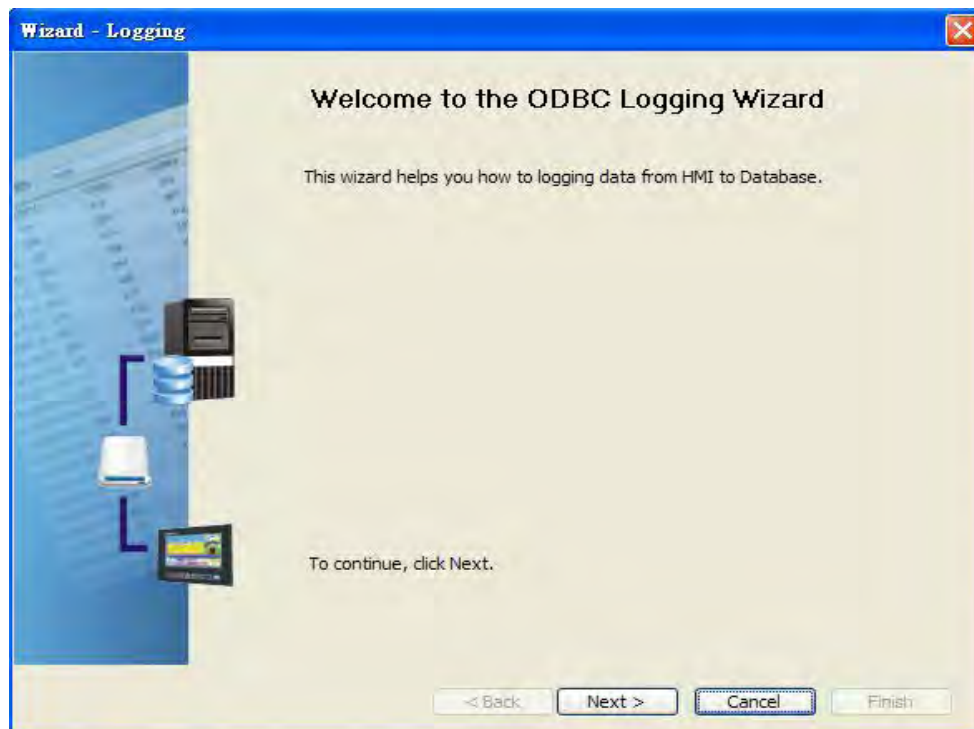 Wizard - Logging
Welcome to the ODBC Logging Wizard
This wizard helps you how to logging data from HMI to Database.
To continue, click Next.
< Back
Next >
Cancel
Finish